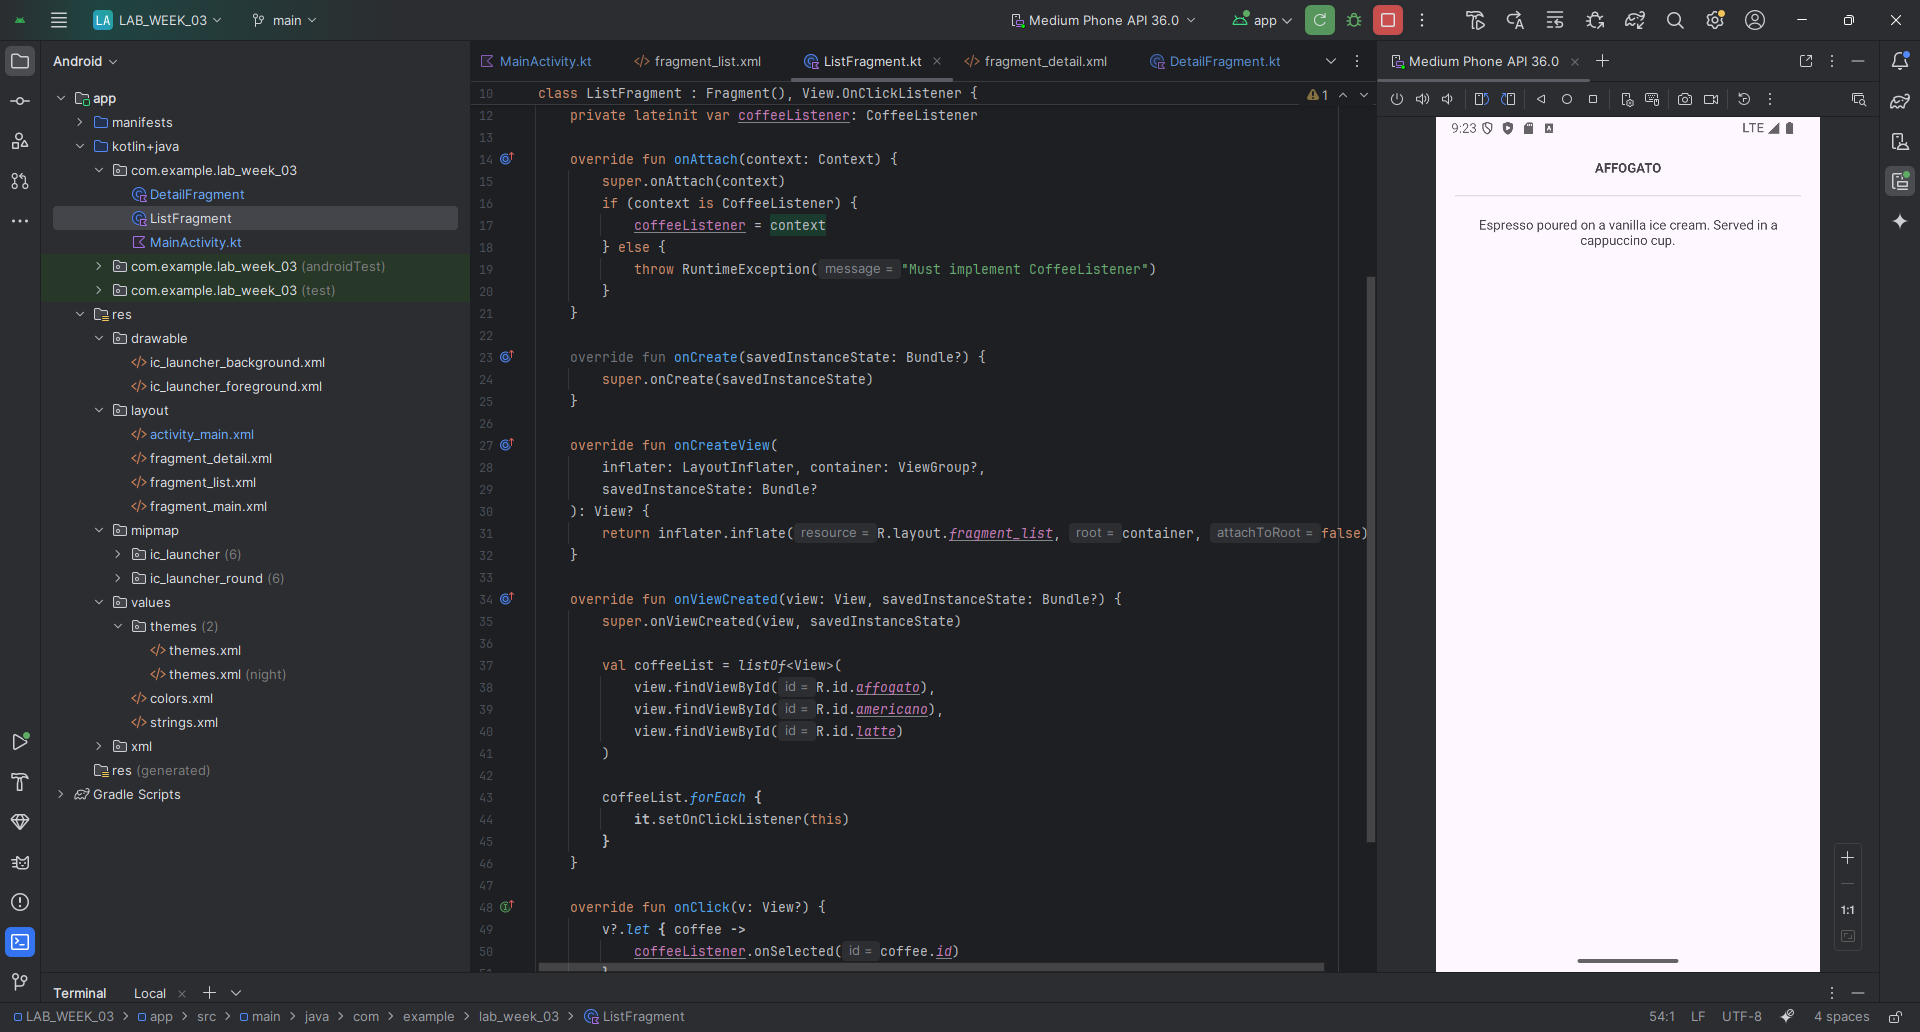 LA LAB_WEEK_03 main Medium Phone API 36.0 app
Android
MainActivity.kt fragment_list.xml ListFragment.kt fragment_detail.xml DetailFragment.kt
Medium Phone API 36.0
app
manifests
kotlin+java
com.example.lab_week_03
DetailFragment
ListFragment
MainActivity.kt
com.example.lab_week_03 (androidTest)
com.example.lab_week_03 (test)
res
drawable
ic_launcher_background.xml
ic_launcher_foreground.xml
layout
activity_main.xml
fragment_detail.xml
fragment_list.xml
fragment_main.xml
mipmap
ic_launcher (6)
ic_launcher_round (6)
values
themes (2)
themes.xml
themes.xml (night)
colors.xml
strings.xml
xml
res (generated)
Gradle Scripts
10 class ListFragment : Fragment(), View.OnClickListener {
1
12 private lateinit var coffeeListener: CoffeeListener
13
14 override fun onAttach(context: Context) {
15 super.onAttach(context)
16 if (context is CoffeeListener) {
17 coffeeListener = context
18 } else {
19 throw RuntimeException( message = "Must implement CoffeeListener")
20 }
21 }
22
23 override fun onCreate(savedInstanceState: Bundle?) {
24 super.onCreate(savedInstanceState)
25 }
26
27 override fun onCreateView(
28 inflater: LayoutInflater, container: ViewGroup?,
29 savedInstanceState: Bundle?
30 ): View? {
31 return inflater.inflate( resource = R.layout.fragment_list, root = container, attachToRoot = false)
32 }
33
34 override fun onViewCreated(view: View, savedInstanceState: Bundle?) {
35 super.onViewCreated(view, savedInstanceState)
36
37 val coffeeList = listOf<View>(
38 view.findViewById( id = R.id.affogato),
39 view.findViewById( id = R.id.americano),
40 view.findViewById( id = R.id.latte)
41 )
42
43 coffeeList.forEach {
44 it.setOnClickListener(this)
45 }
46 }
47
48 override fun onClick(v: View?) {
49 v?.let { coffee ->
50 coffeeListener.onSelected( id = coffee.id)
9:23 LTE
AFFOGATO
Espresso poured on a vanilla ice cream. Served in a
cappuccino cup.
1:1
Terminal Local
LAB_WEEK_03 > app > src > main > java > com > example > lab_week_03 > ListFragment
54:1 LF UTF-8 4 spaces